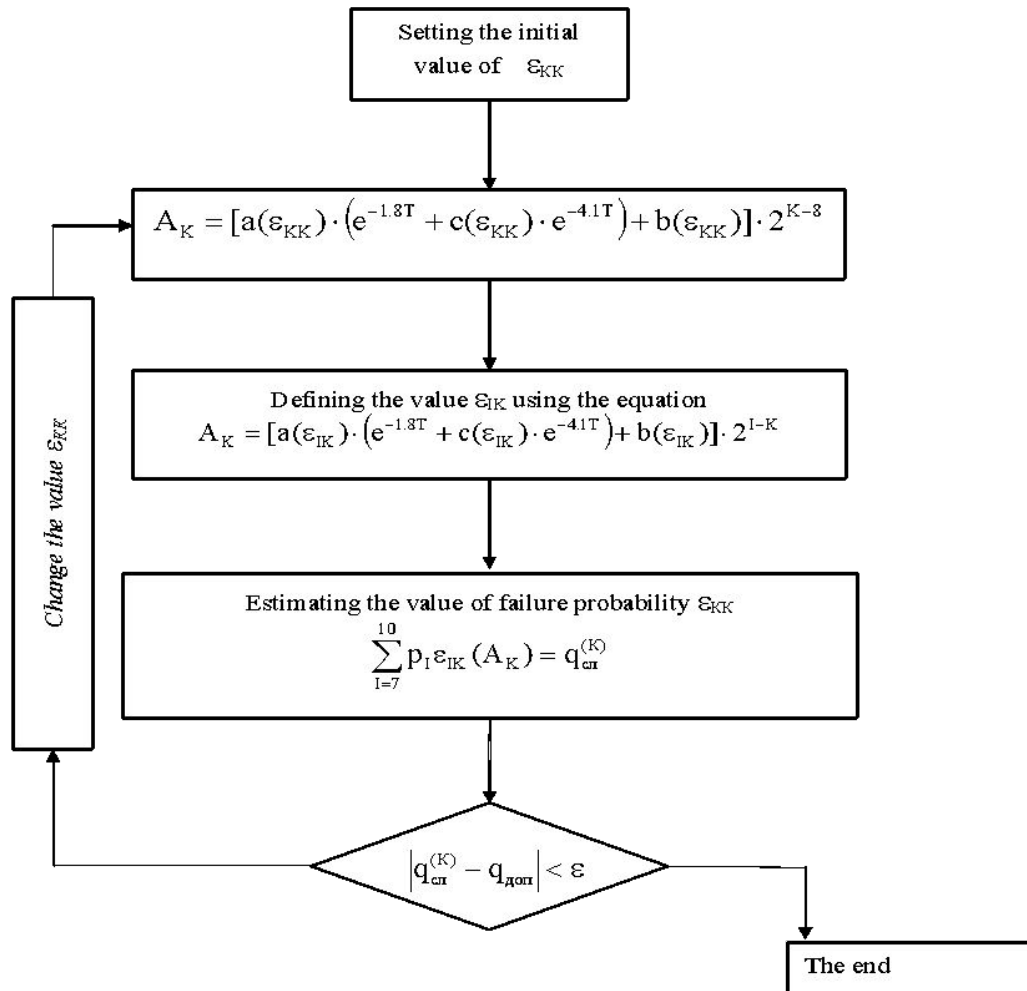 Setting the initial
value of ε_KK
A_K = [a(ε_KK)·(e^−1.8T + c(ε_KK)·e^−4.1T) + b(ε_KK)]·2^K−8
Defining the value ε_IK using the equation
A_K = [a(ε_IK)·(e^−1.8T + c(ε_IK)·e^−4.1T) + b(ε_IK)]·2^I−K
Change the value ε_KK
Estimating the value of failure probability ε_KK
∑_{I=7}^{10} p_I ε_IK (A_K) = q_сл^(K)
|q_сл^(K) − q_доп| < ε
The end